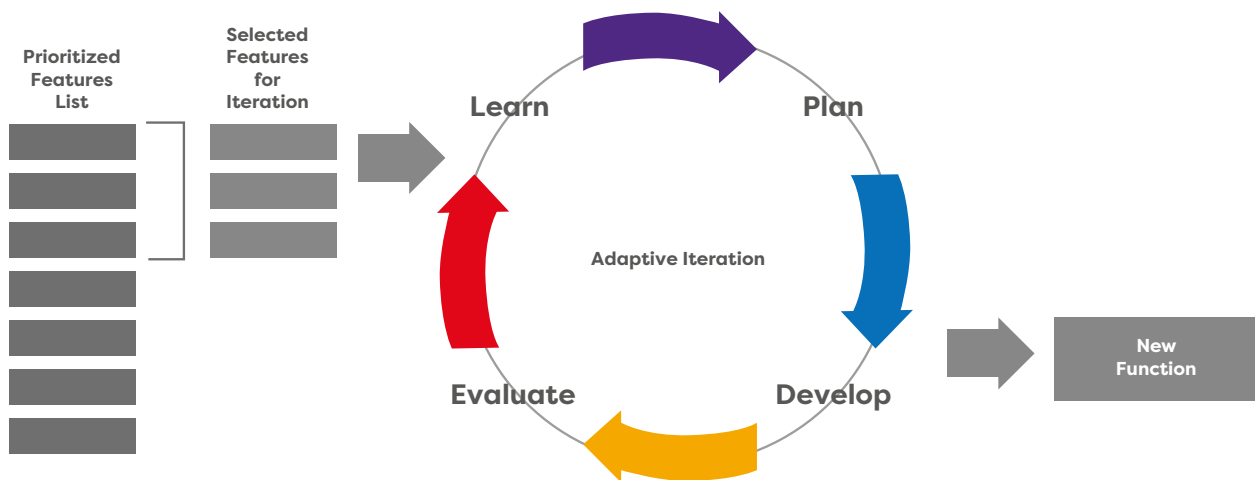 Prioritized
Features
List
Selected
Features
for
Iteration
Learn
Plan
Adaptive Iteration
Evaluate
Develop
New
Function